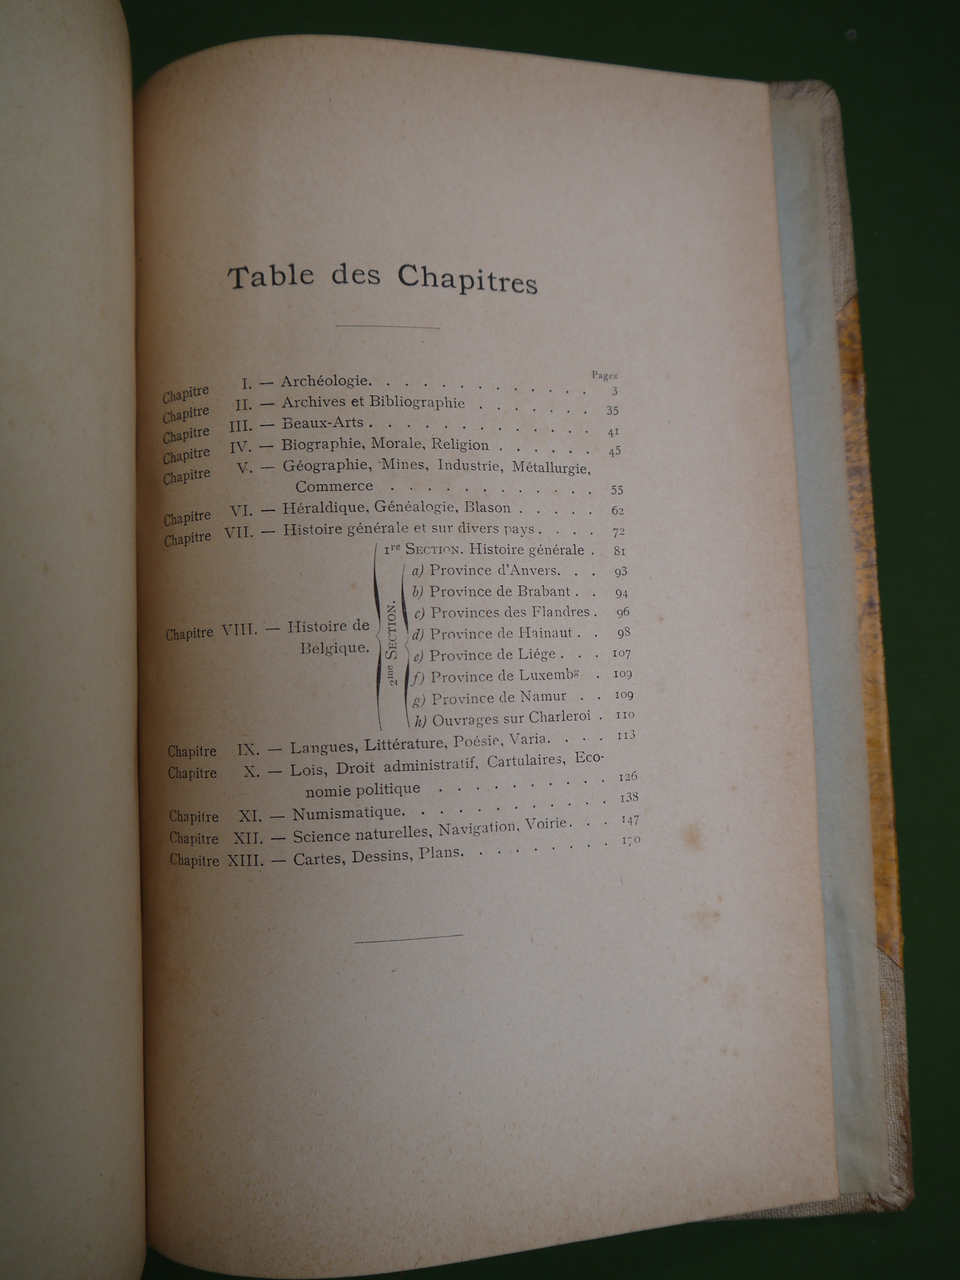 Table des Chapitres
Pages
Chapitre I. — Archéologie. . . . . . . . . . . . 3
Chapitre II. — Archives et Bibliographie . . . . . . . 35
Chapitre III. — Beaux-Arts . . . . . . . . . . . . 41
Chapitre IV. — Biographie, Morale, Religion . . . . . . 45
Chapitre V. — Géographie, Mines, Industrie, Métallurgie,
Commerce . . . . . . . . . . . 55
Chapitre VI. — Héraldique, Généalogie, Blason . . . . . 62
Chapitre VII. — Histoire générale et sur divers pays . . . . 72
Chapitre VIII. — Histoire de
Belgique.
1re SECTION. Histoire générale . 81
2me SECTION.
a) Province d'Anvers. . . 93
b) Province de Brabant . . 94
c) Provinces des Flandres . 96
d) Province de Hainaut . . 98
e) Province de Liége . . . 107
f) Province de Luxembg . 109
g) Province de Namur . . 109
h) Ouvrages sur Charleroi . 110
Chapitre IX. — Langues, Littérature, Poésie, Varia. . . . 113
Chapitre X. — Lois, Droit administratif, Cartulaires, Eco-
nomie politique . . . . . . . . . 126
Chapitre XI. — Numismatique. . . . . . . . . . . 138
Chapitre XII. — Science naturelles, Navigation, Voirie. . . 147
Chapitre XIII. — Cartes, Dessins, Plans. . . . . . . . 170